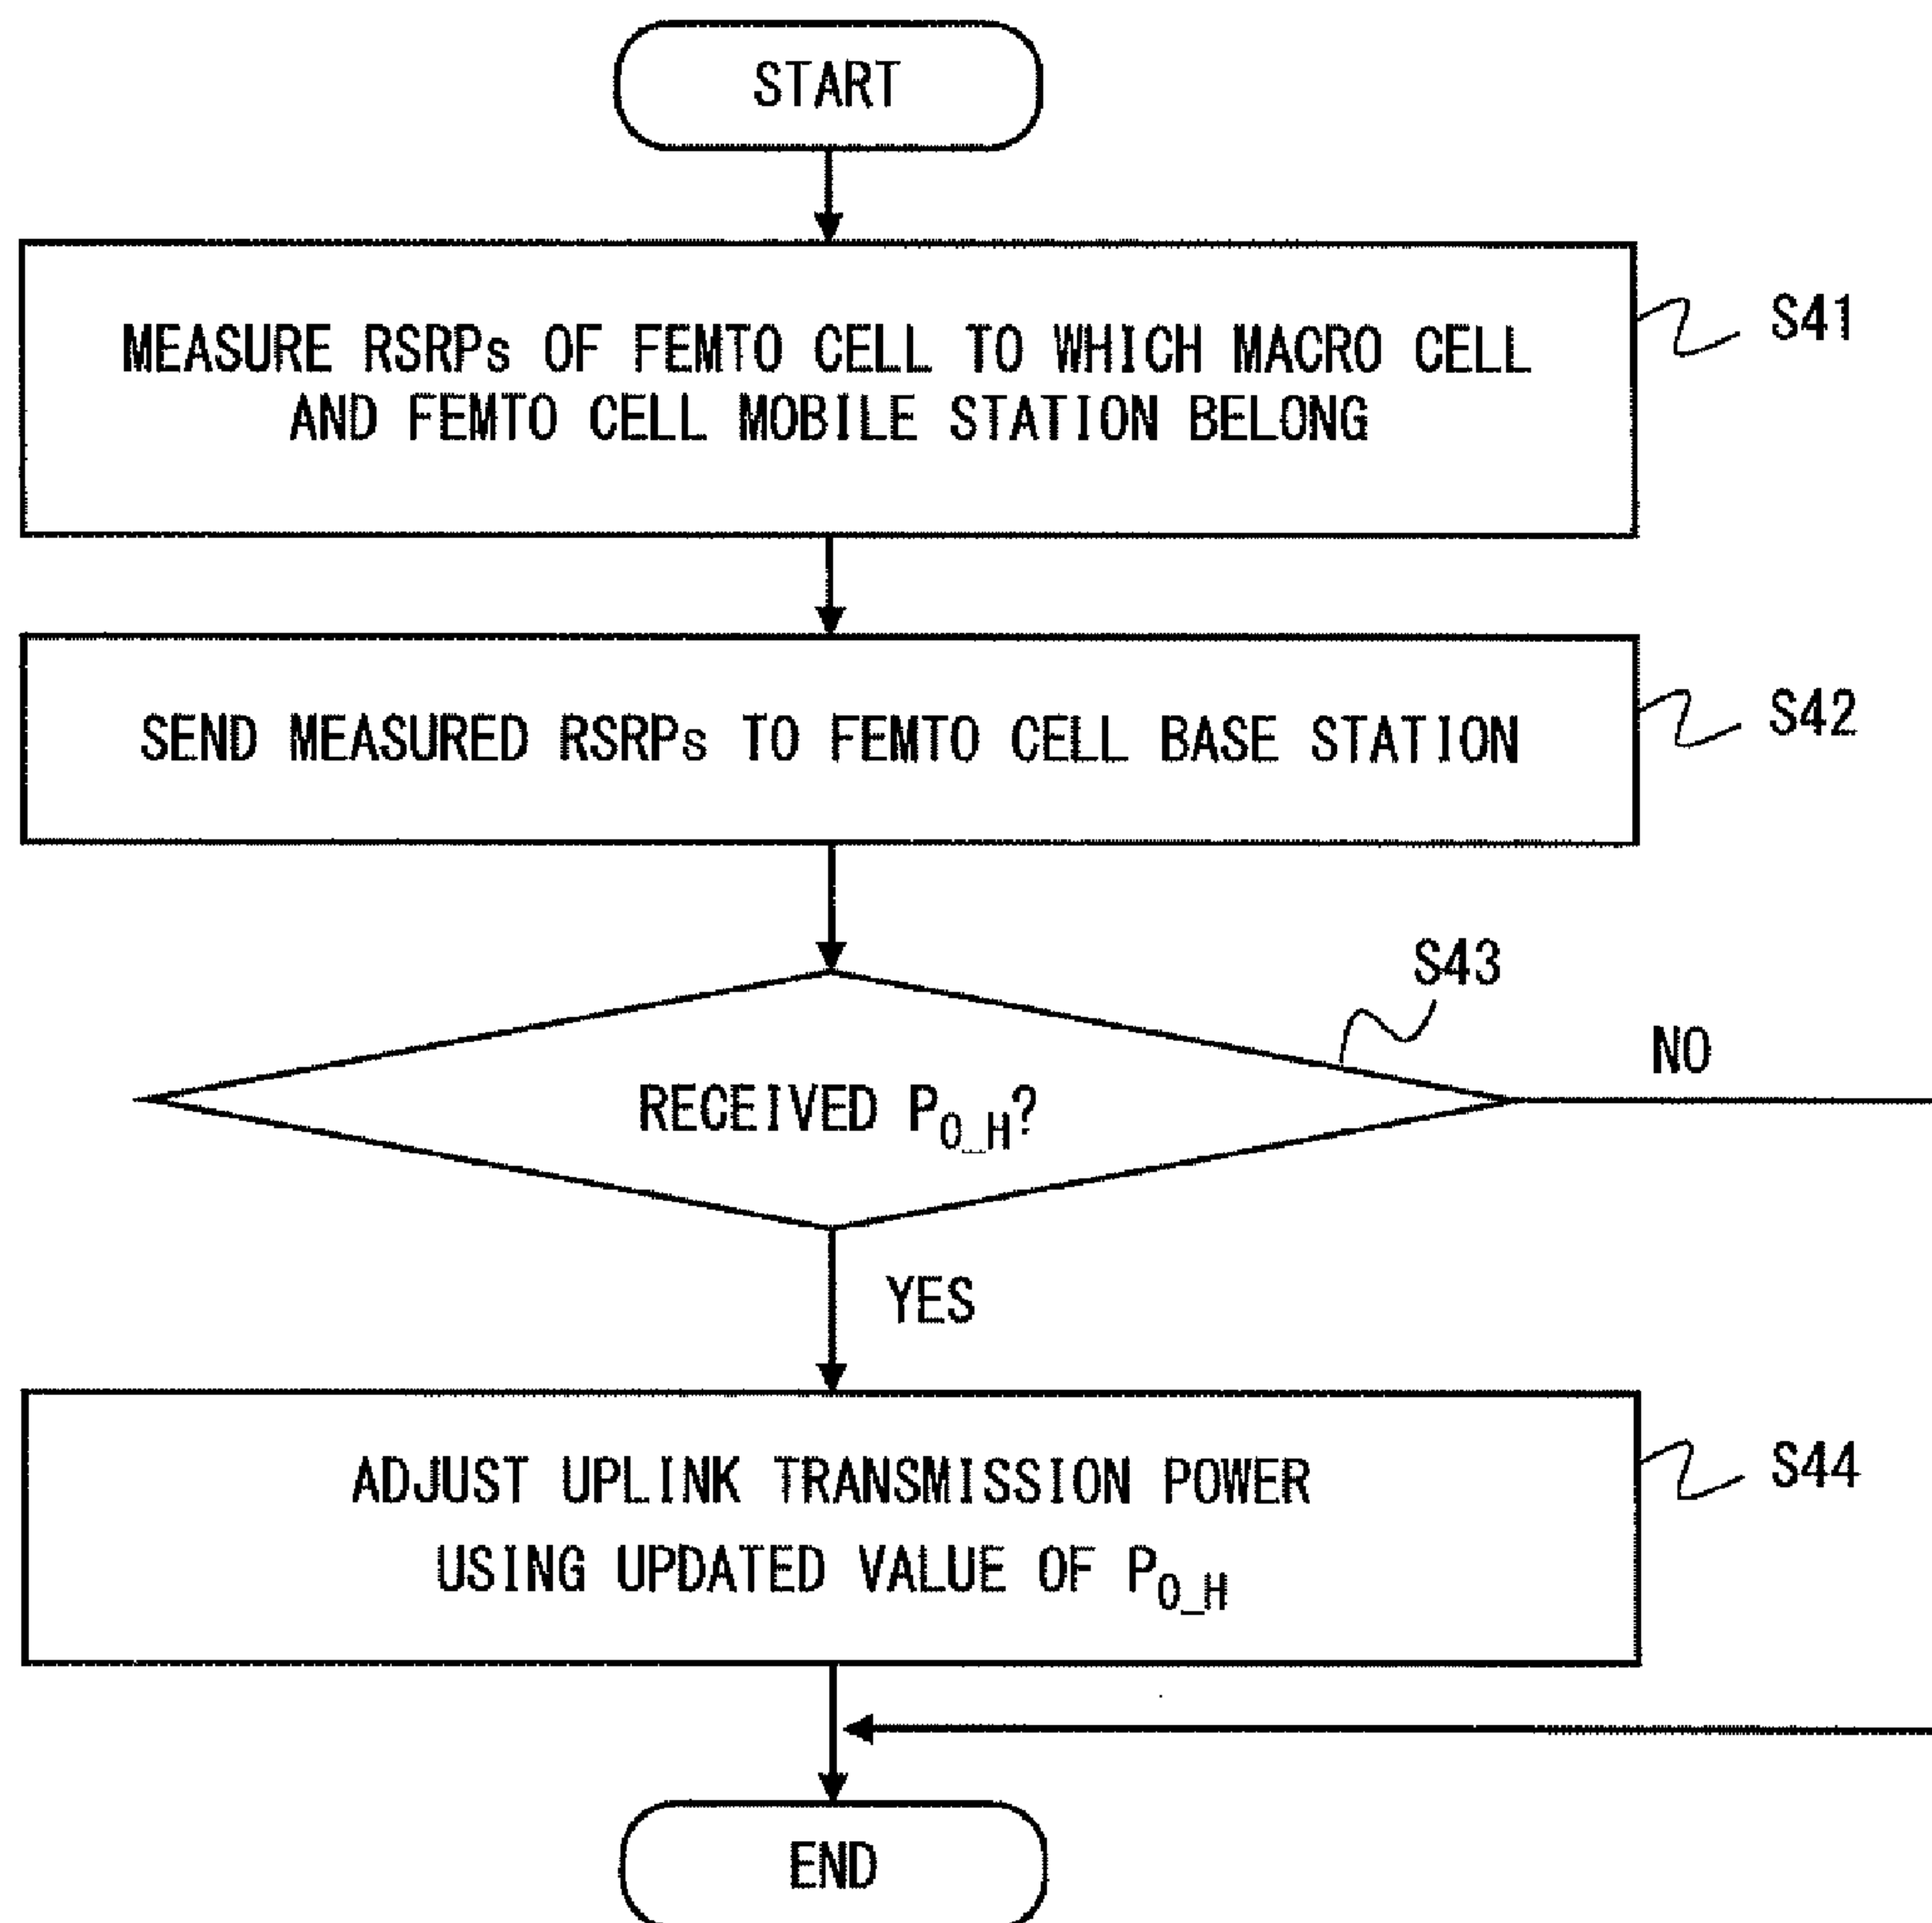 START
MEASURE RSRPs OF FEMTO CELL TO WHICH MACRO CELL
AND FEMTO CELL MOBILE STATION BELONG
S41
SEND MEASURED RSRPs TO FEMTO CELL BASE STATION
S42
S43
RECEIVED P0_H?
NO
YES
ADJUST UPLINK TRANSMISSION POWER
USING UPDATED VALUE OF P0_H
S44
END